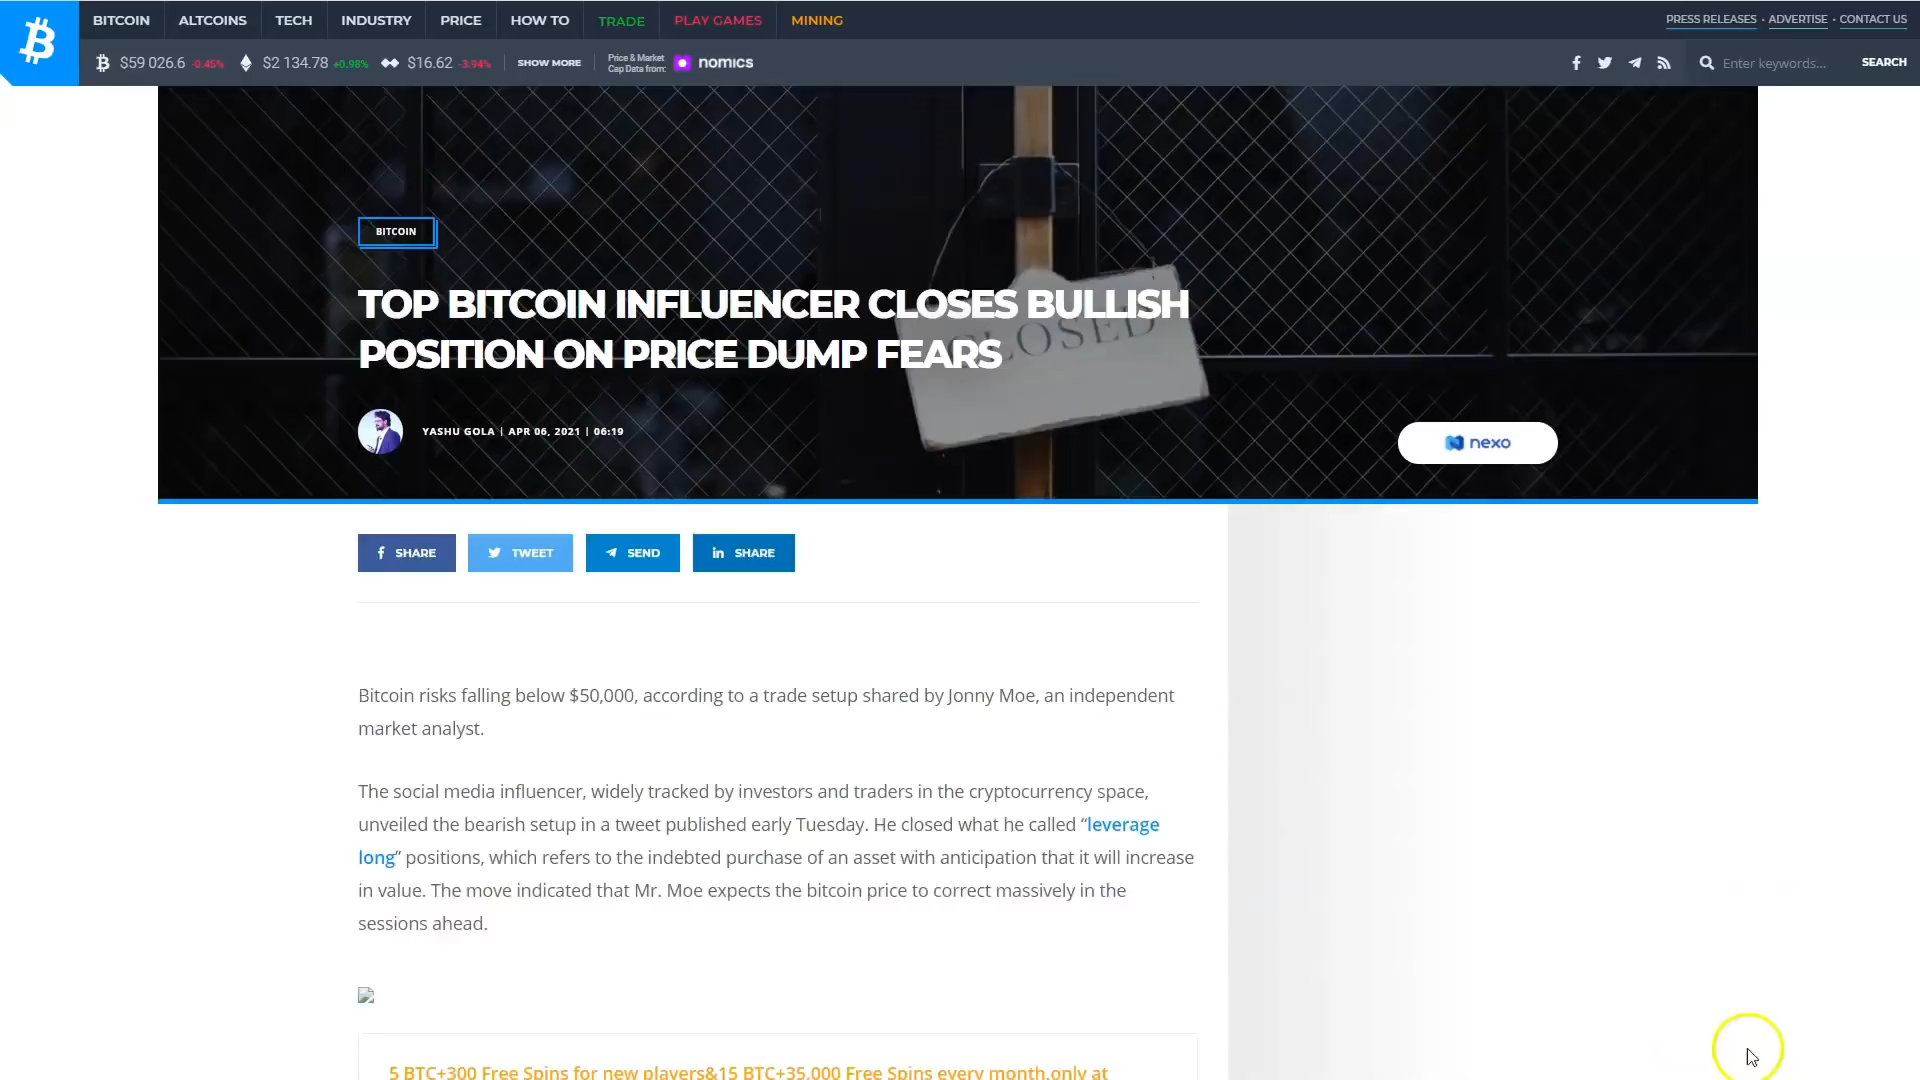 BITCOIN ALTCOINS TECH INDUSTRY PRICE HOW TO TRADE PLAY GAMES MINING PRESS RELEASES • ADVERTISE • CONTACT US
$59 026.6 -0.45% $2 134.78 +0.98% $16.62 -3.94% SHOW MORE Price & Market Cap Data from: nomics Enter keywords... SEARCH
BITCOIN
TOP BITCOIN INFLUENCER CLOSES BULLISH
POSITION ON PRICE DUMP FEARS
CLOSED
YASHU GOLA | APR 06, 2021 | 06:19
nexo
SHARE TWEET SEND SHARE
Bitcoin risks falling below $50,000, according to a trade setup shared by Jonny Moe, an independent
market analyst.
The social media influencer, widely tracked by investors and traders in the cryptocurrency space,
unveiled the bearish setup in a tweet published early Tuesday. He closed what he called “leverage
long” positions, which refers to the indebted purchase of an asset with anticipation that it will increase
in value. The move indicated that Mr. Moe expects the bitcoin price to correct massively in the
sessions ahead.
5 BTC+300 Free Spins for new players&15 BTC+35.000 Free Spins every month,only at